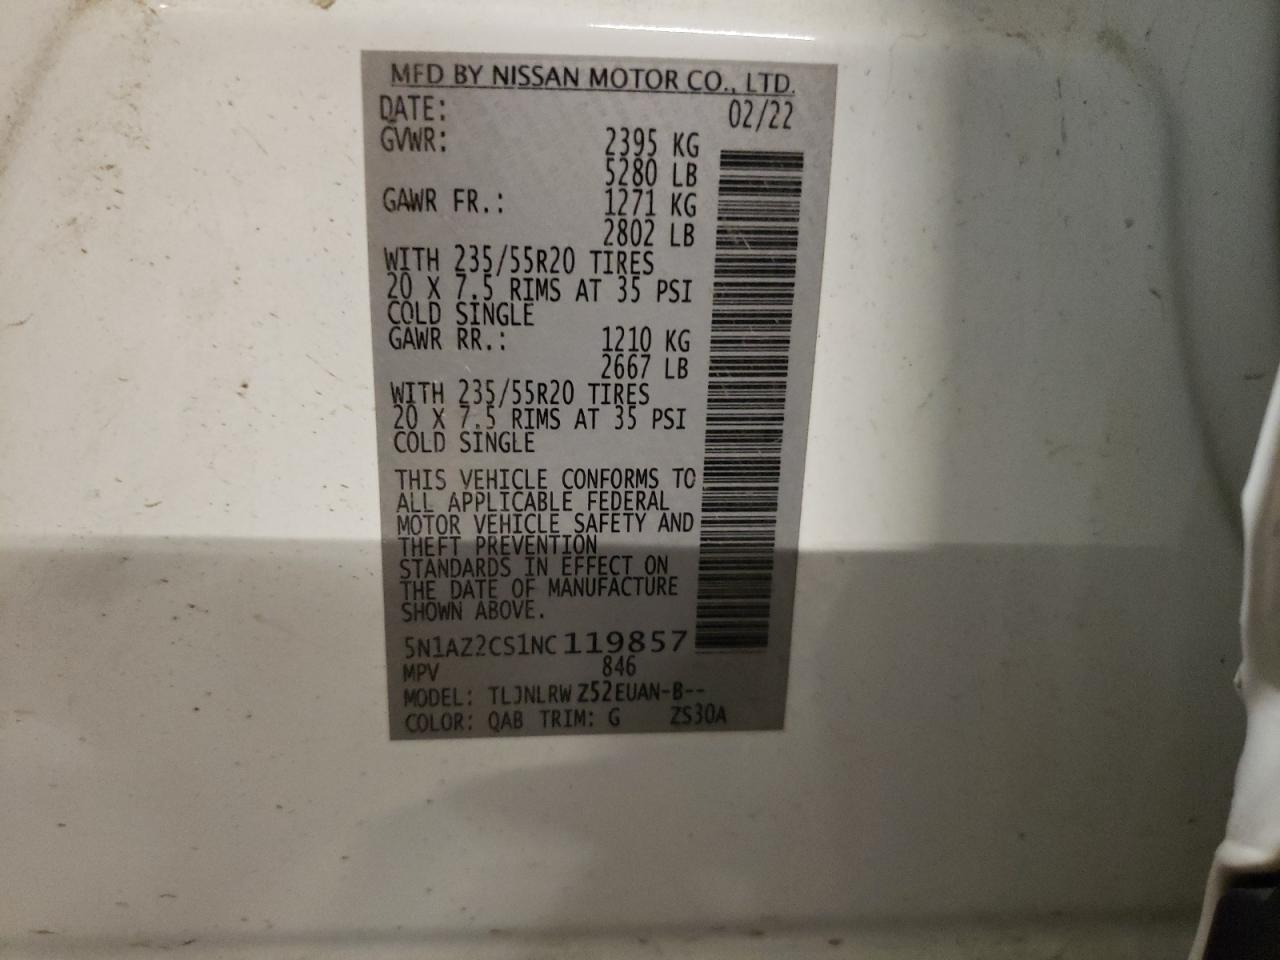 MFD BY NISSAN MOTOR CO., LTD.
DATE: 02/22
GVWR: 2395 KG
5280 LB
GAWR FR.: 1271 KG
2802 LB
WITH 235/55R20 TIRES
20 X 7.5 RIMS AT 35 PSI
COLD SINGLE
GAWR RR.: 1210 KG
2667 LB
WITH 235/55R20 TIRES
20 X 7.5 RIMS AT 35 PSI
COLD SINGLE
THIS VEHICLE CONFORMS TO
ALL APPLICABLE FEDERAL
MOTOR VEHICLE SAFETY AND
THEFT PREVENTION
STANDARDS IN EFFECT ON
THE DATE OF MANUFACTURE
SHOWN ABOVE.
5N1AZ2CS1NC119857
MPV 846
MODEL: TLJNLRW Z52EUAN-B--
COLOR: QAB TRIM: G ZS30A